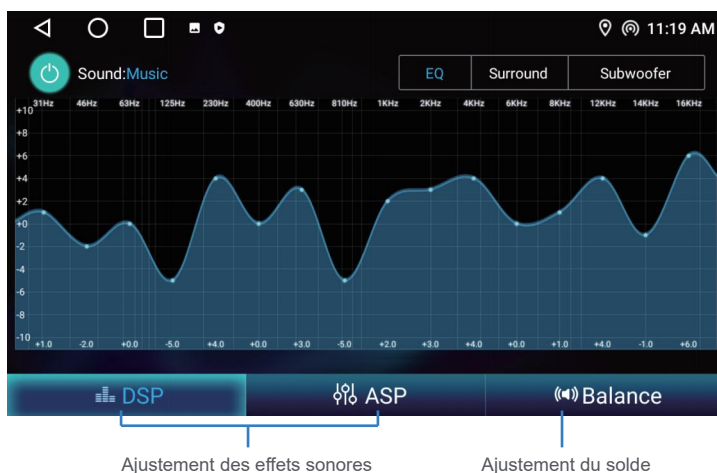 11:19 AM
Sound:Music EQ Surround Subwoofer
31Hz 46Hz 63Hz 125Hz 230Hz 400Hz 630Hz 810Hz 1KHz 2KHz 4KHz 6KHz 8KHz 12KHz 14KHz 16KHz
+10
+8
+6
+4
+2
+0
-2
-4
-6
-8
-10
+1.0 -2.0 +0.0 -5.0 +4.0 +0.0 +3.0 -5.0 +2.0 +3.0 +4.0 +0.0 +1.0 +4.0 -1.0 +6.0
DSP ASP Balance
Ajustement des effets sonores Ajustement du solde